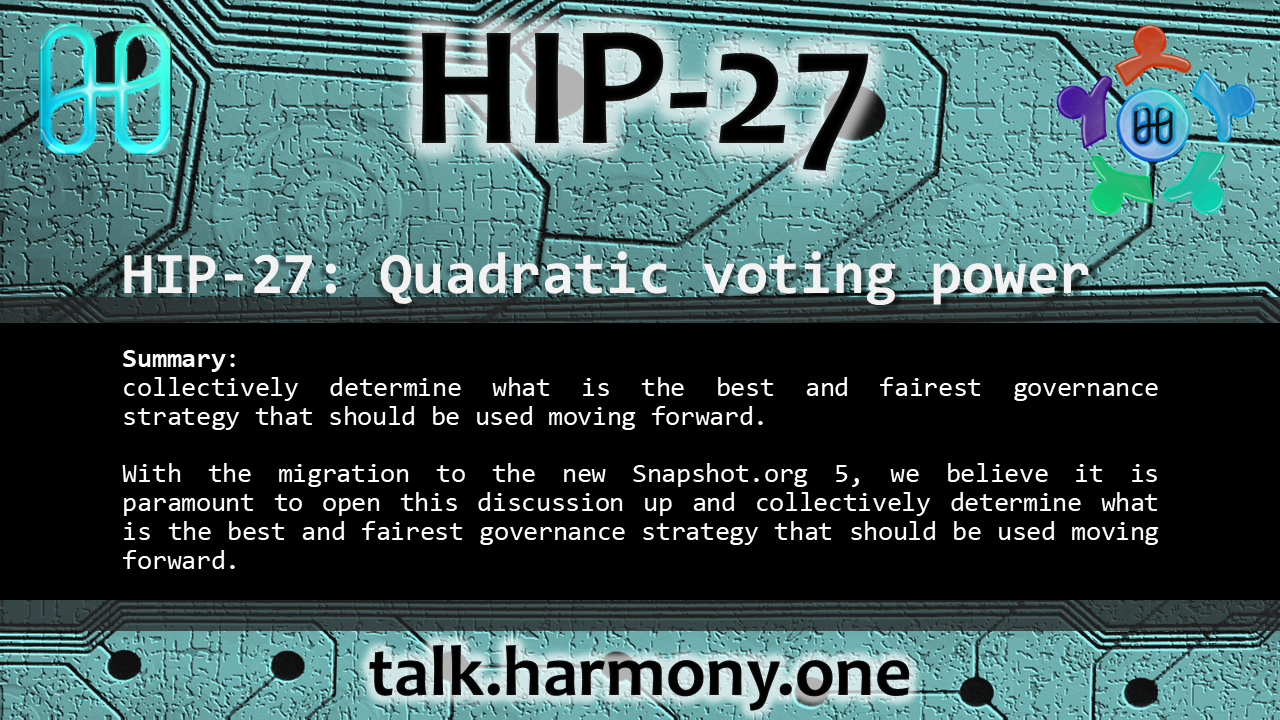 HIP-27
HIP-27: Quadratic voting power
Summary:
collectively determine what is the best and fairest governance
strategy that should be used moving forward.
With the migration to the new Snapshot.org 5, we believe it is
paramount to open this discussion up and collectively determine what
is the best and fairest governance strategy that should be used moving
forward.
talk.harmony.one